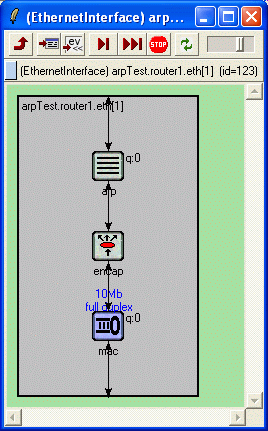 (EthernetInterface) arp...
ev
STOP
(EthernetInterface) arpTest.router1.eth[1] (id=123)
arpTest.router1.eth[1]
q:0
arp
encap
10Mb
full duplex
q:0
mac